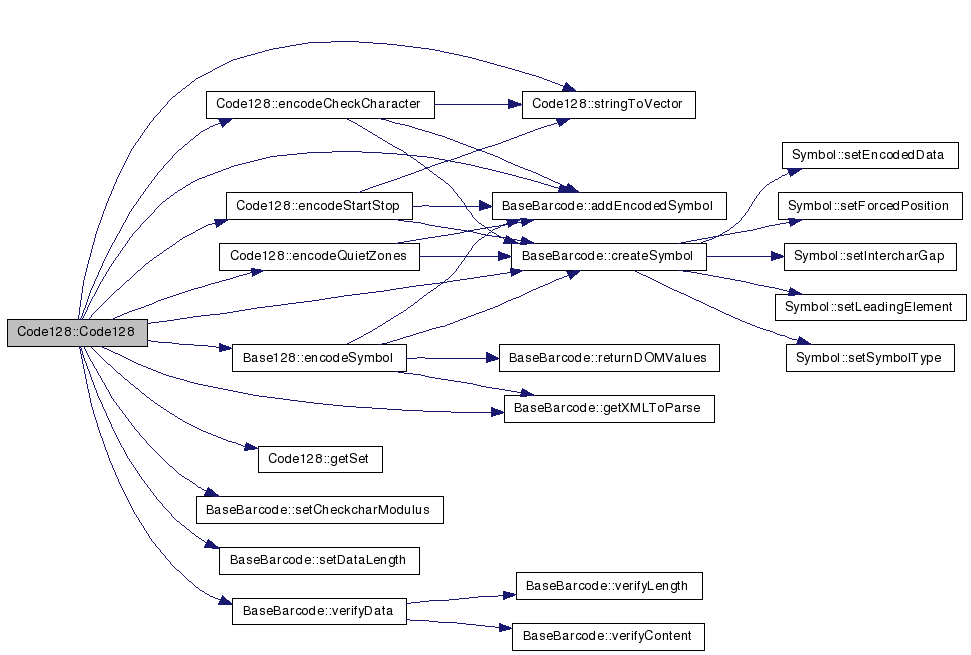 Code128::encodeCheckCharacter
Code128::stringToVector
Symbol::setEncodedData
Code128::encodeStartStop
BaseBarcode::addEncodedSymbol
Symbol::setForcedPosition
Code128::encodeQuietZones
BaseBarcode::createSymbol
Symbol::setIntercharGap
Symbol::setLeadingElement
Code128::Code128
Base128::encodeSymbol
BaseBarcode::returnDOMValues
Symbol::setSymbolType
BaseBarcode::getXMLToParse
Code128::getSet
BaseBarcode::setCheckcharModulus
BaseBarcode::setDataLength
BaseBarcode::verifyLength
BaseBarcode::verifyData
BaseBarcode::verifyContent